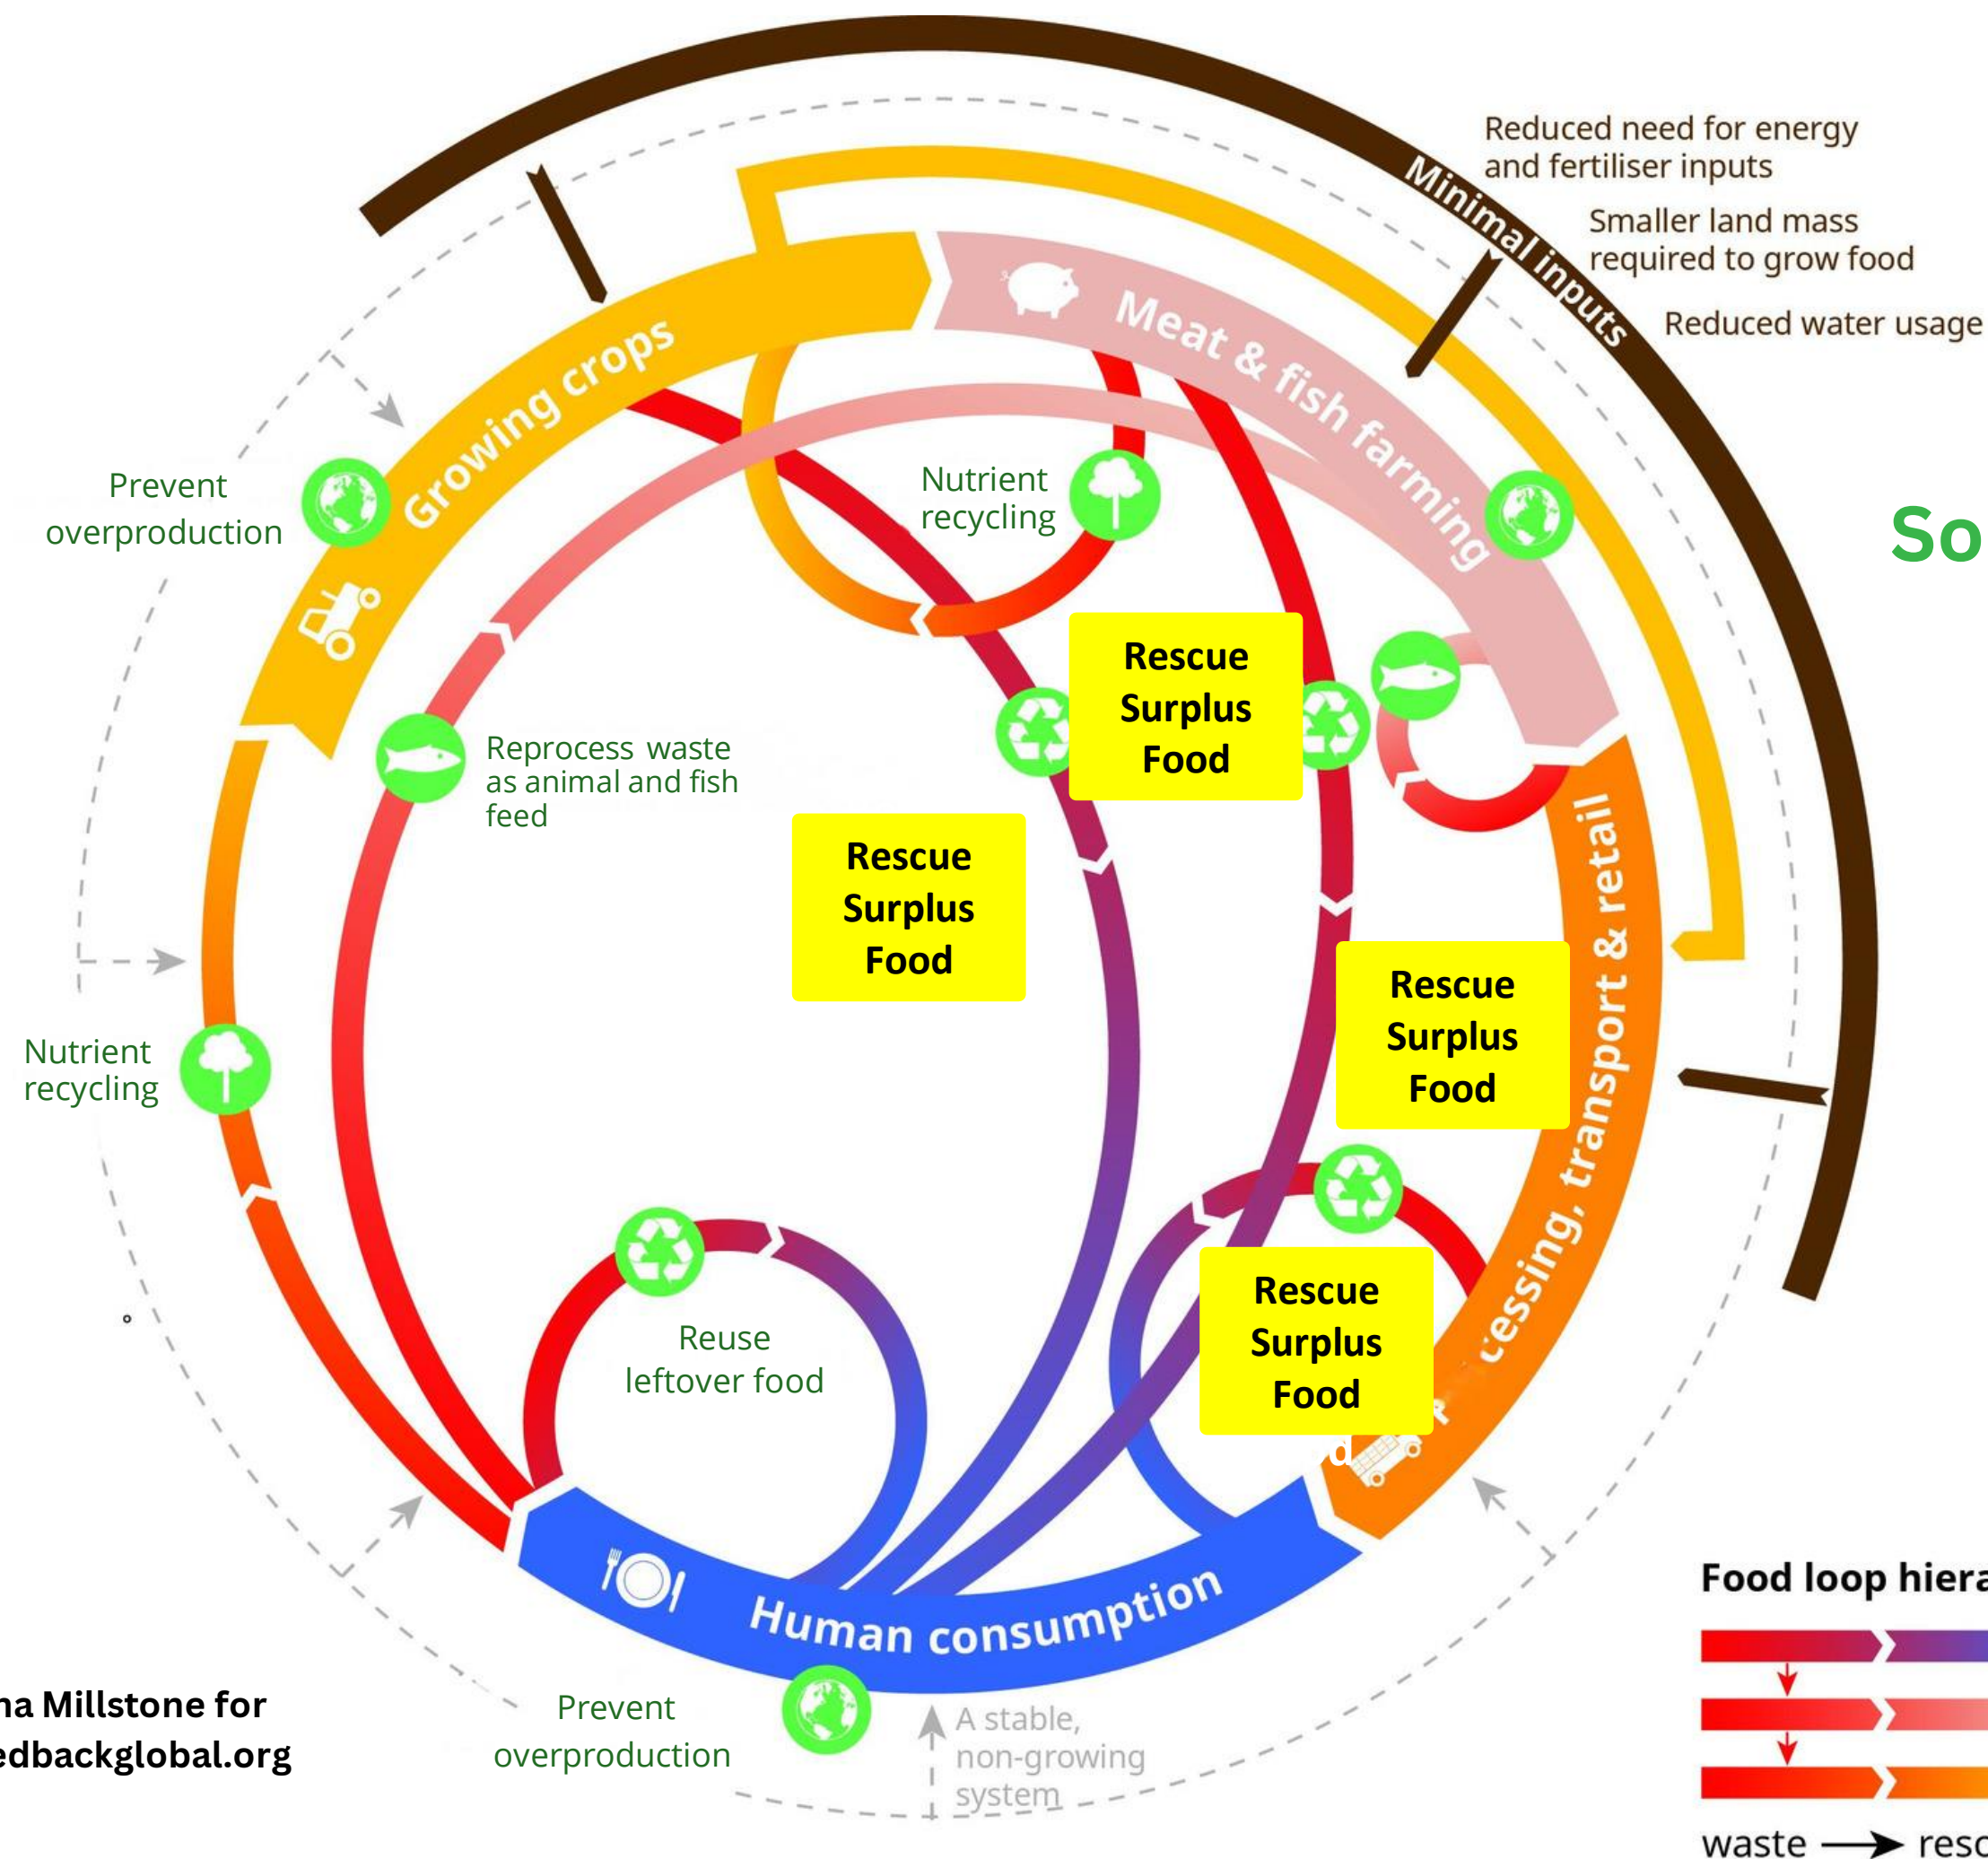 Reduced need for energy
and fertiliser inputs
Smaller land mass
required to grow food
Reduced water usage
Minimal inputs
Meat & fish farming
Growing crops
Prevent
overproduction
Nutrient
recycling
So
Rescue
Surplus
Food
Reprocess waste
as animal and fish
feed
Rescue
Surplus
Food
Rescue
Surplus
Food
cessing, transport & retail
Nutrient
recycling
Rescue
Surplus
Food
d
Reuse
leftover food
Human consumption
Food loop hiera
na Millstone for
edbackglobal.org
Prevent
overproduction
A stable,
non-growing
system
waste resc